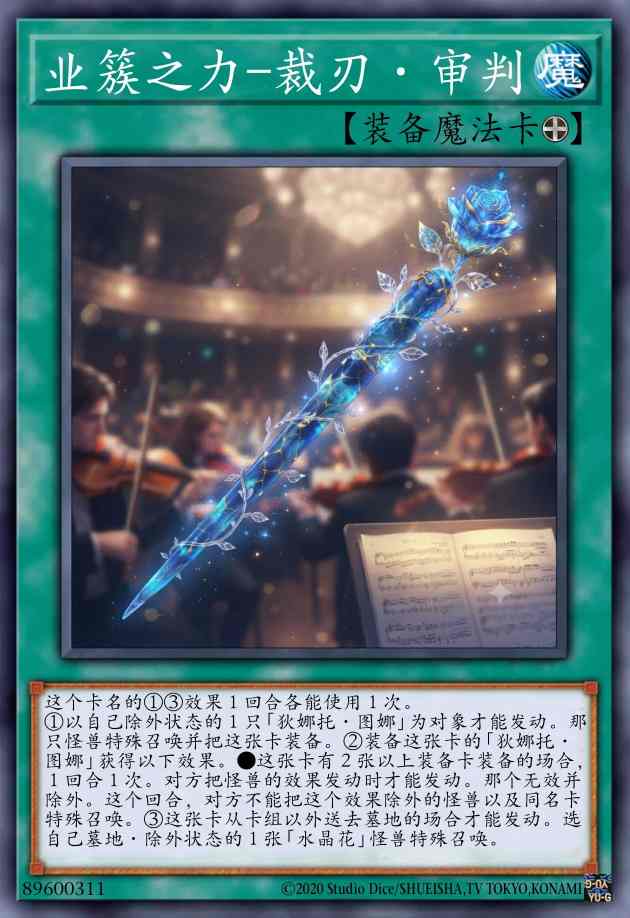 业簇之力-裁刃·审判 魔
【装备魔法卡】
这个卡名的①③效果1回合各能使用1次。
①以自己除外状态的1只「狄娜托·图娜」为对象才能发动。那
只怪兽特殊召唤并把这张卡装备。②装备这张卡的「狄娜托·
图娜」获得以下效果。●这张卡有2张以上装备卡装备的场合,
1回合1次。对方把怪兽的效果发动时才能发动。那个无效并
除外。这个回合,对方不能把这个效果除外的怪兽以及同名卡
特殊召唤。③这张卡从卡组以外送去墓地的场合才能发动。选
自己墓地·除外状态的1张「水晶花」怪兽特殊召唤。
89600311
©2020 Studio Dice/SHUEISHA,TV TOKYO,KONAMI